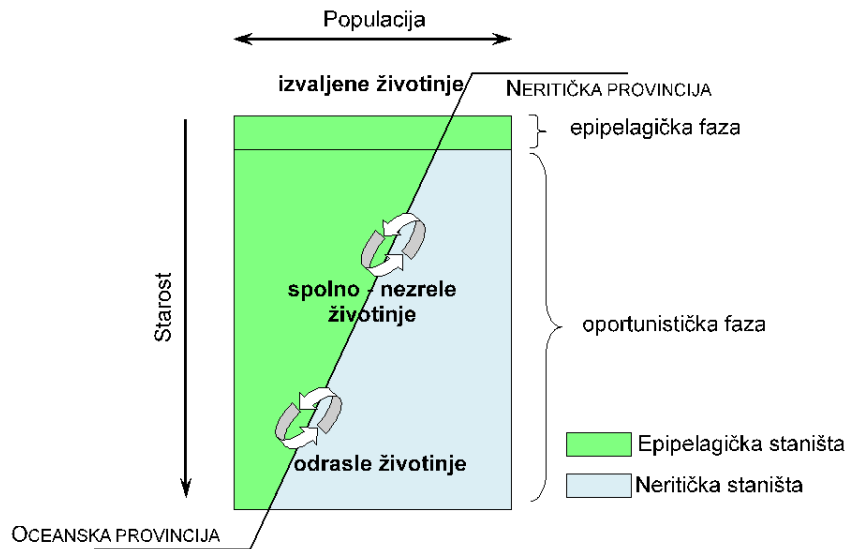 Populacija
izvaljene životinje
NERITIČKA PROVINCIJA
epipelagička faza
Starost
spolno - nezrele
životinje
oportunistička faza
odrasle životinje
Epipelagička staništa
Neritička staništa
OCEANSKA PROVINCIJA